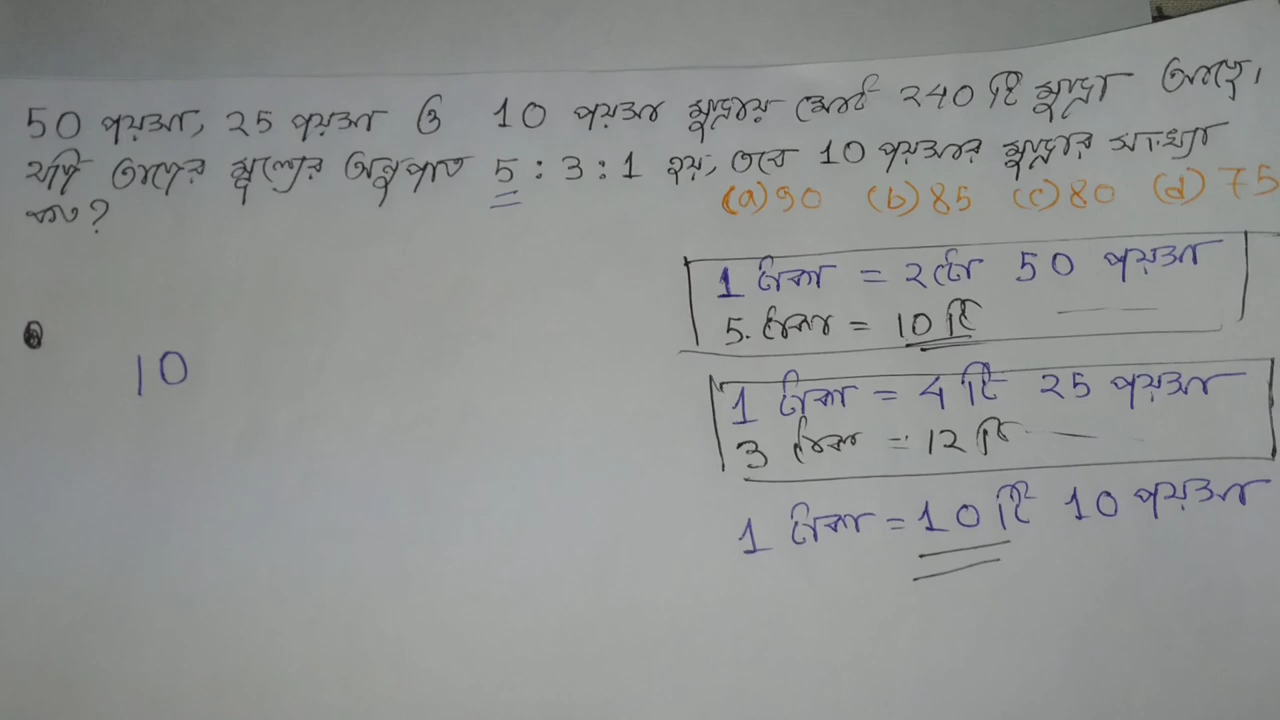 50 পয়সা, 25 পয়সা ও 10 পয়সা মুদ্রায় মোট 240 টি মুদ্রা আছে।
যদি তাদের মূল্যের অনুপাত 5 : 3 : 1 হয়, তবে 10 পয়সার মুদ্রার সংখ্যা
কত?
(a) 90 (b) 85 (c) 80 (d) 75
1 টাকা = 2টো 50 পয়সা
5. টাকা = 10 টি
1 টাকা = 4 টি 25 পয়সা
3 টাকা = 12 টি
1 টাকা = 10 টি 10 পয়সা
10